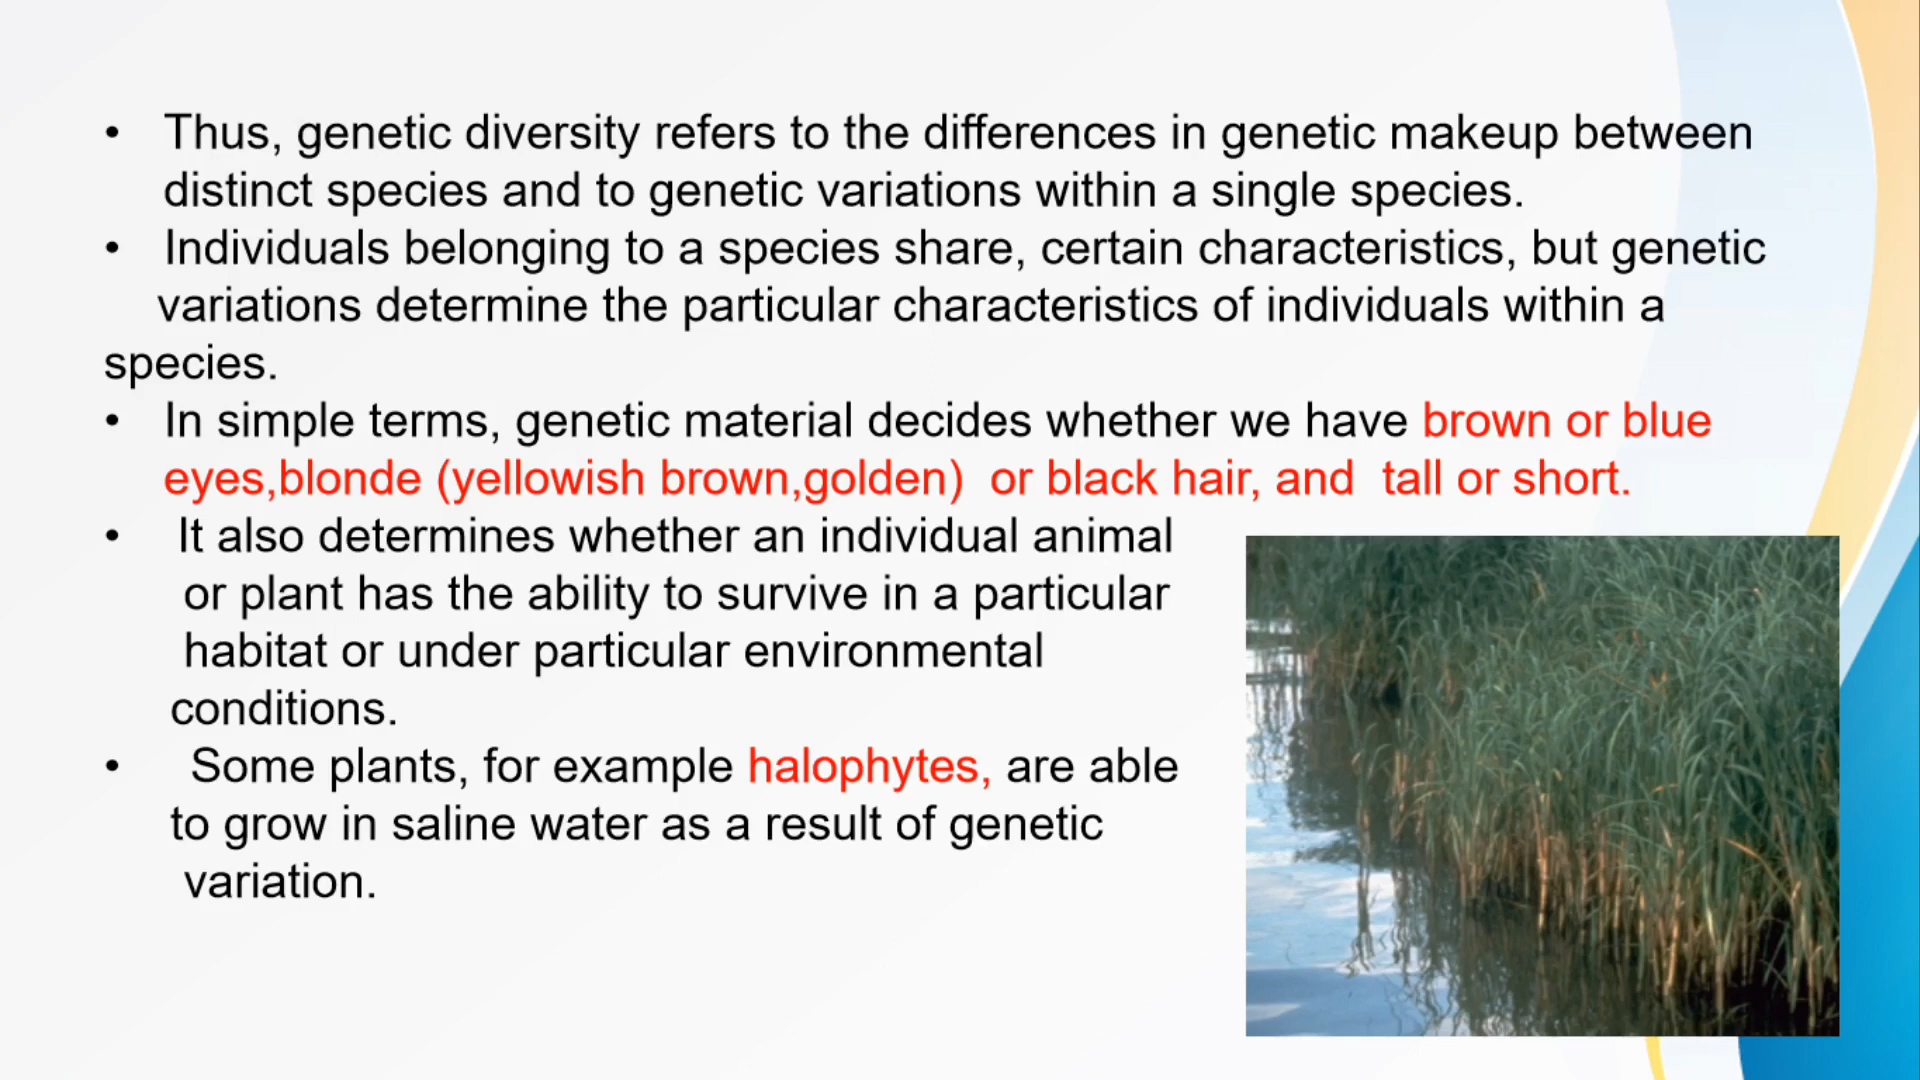 • Thus, genetic diversity refers to the differences in genetic makeup between
distinct species and to genetic variations within a single species.
• Individuals belonging to a species share, certain characteristics, but genetic
variations determine the particular characteristics of individuals within a
species.
• In simple terms, genetic material decides whether we have brown or blue
eyes,blonde (yellowish brown,golden)  or black hair, and  tall or short.
• It also determines whether an individual animal
or plant has the ability to survive in a particular
habitat or under particular environmental
conditions.
• Some plants, for example halophytes, are able
to grow in saline water as a result of genetic
variation.